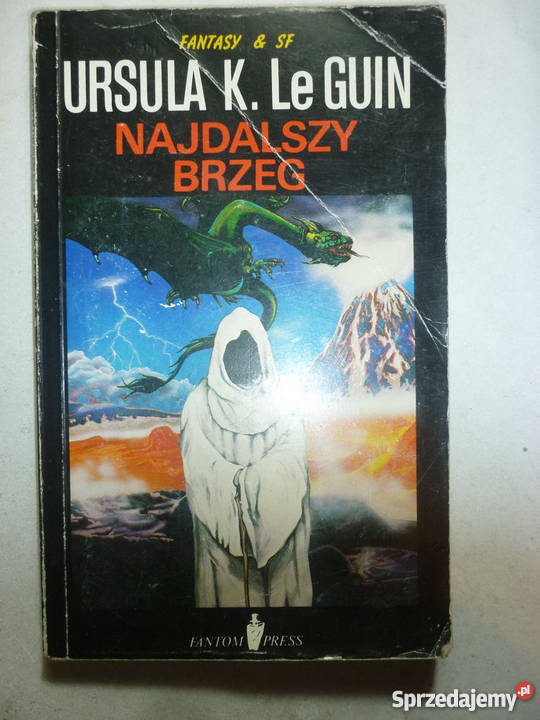 FANTASY & SF
URSULA K. Le GUIN
NAJDALSZY
BRZEG
FANTOM PRESS
Sprzedajemy.pl